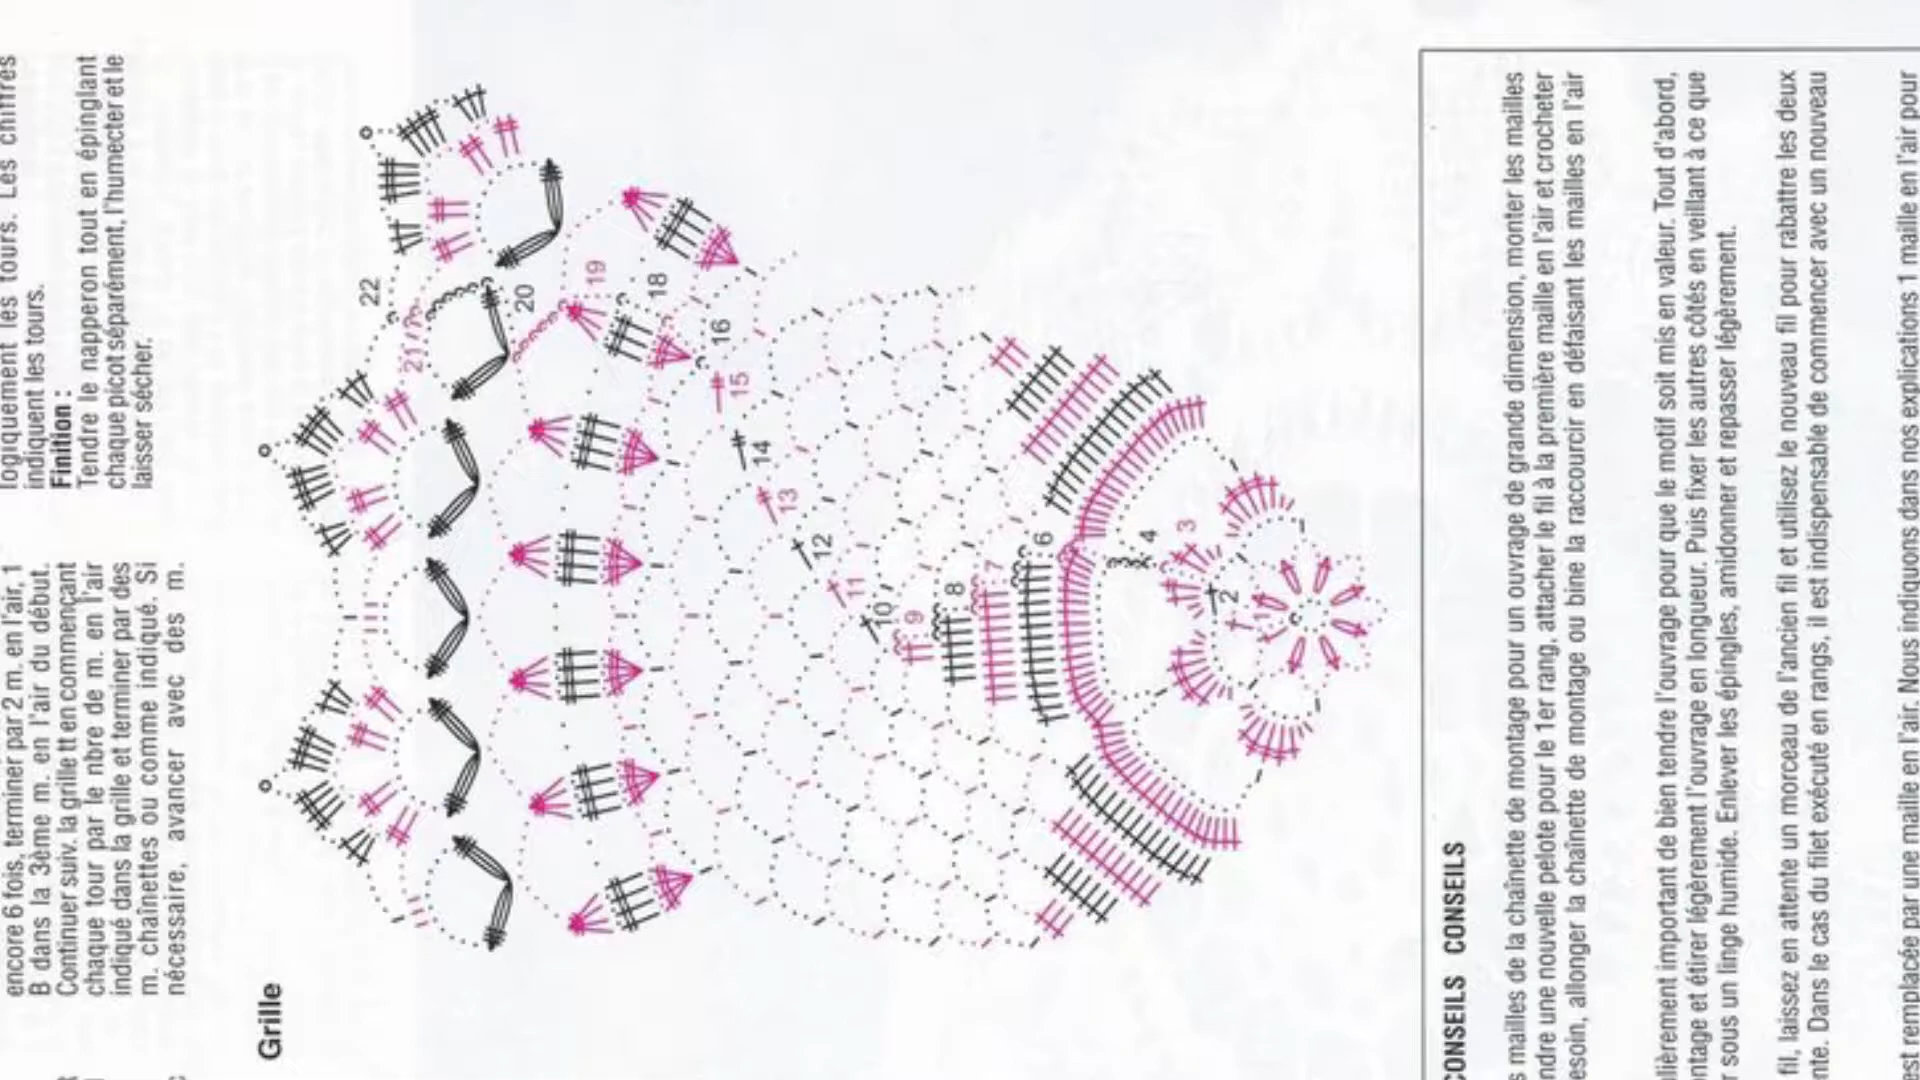 encore 6 fois, terminer par 2 m. en l'air, 1
B dans la 3ème m. en l'air du début.
Continuer suiv. la grille tt en commençant
chaque tour par le nbre de m. en l'air
indiqué dans la grille et terminer par des
m. chaînettes ou comme indiqué. Si
nécessaire, avancer avec des m.
logiquement les tours. Les chiffres
indiquent les tours.
Finition :
Tendre le napperon tout en épinglant
chaque picot séparément, l'humecter et le
laisser sécher.
Grille
22
21
20
19
18
16
15
14
13
12
11
10
9
8
7
6
4
3
2
1
CONSEILS CONSEILS
s mailles de la chaînette de montage pour un ouvrage de grande dimension, monter les mailles
ndre une nouvelle pelote pour le 1er rang, attacher le fil à la première maille en l'air et crocheter
esoin, allonger la chaînette de montage ou bine la raccourcir en défaisant les mailles en l'air
lièrement important de bien tendre l'ouvrage pour que le motif soit mis en valeur. Tout d'abord,
ontage et étirer légèrement l'ouvrage en longueur. Puis fixer les autres côtés en veillant à ce que
r sous un linge humide. Enlever les épingles, amidonner et repasser légèrement.
fil, laissez en attente un morceau de l'ancien fil et utilisez le nouveau fil pour rabattre les deux
nte. Dans le cas du filet exécuté en rangs, il est indispensable de commencer avec un nouveau
est remplacée par une maille en l'air. Nous indiquons dans nos explications 1 maille en l'air pour